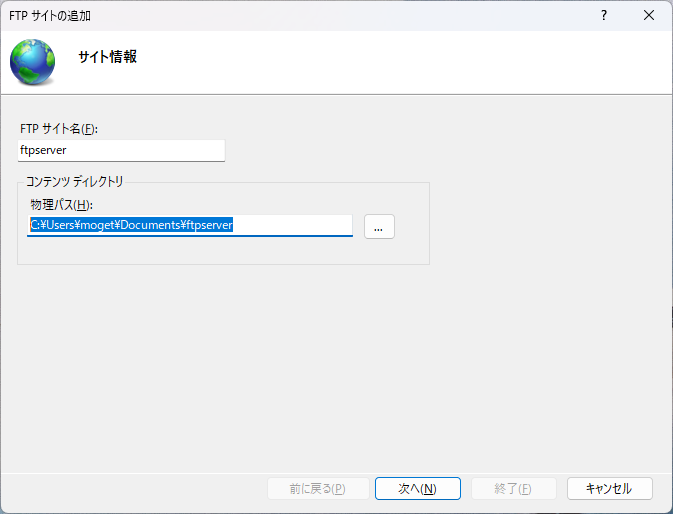 FTP サイトの追加
?
サイト情報
FTP サイト名(F):
ftpserver
コンテンツ ディレクトリ
物理パス(H):
C:¥Users¥moget¥Documents¥ftpserver
...
前に戻る(P)
次へ(N)
終了(F)
キャンセル